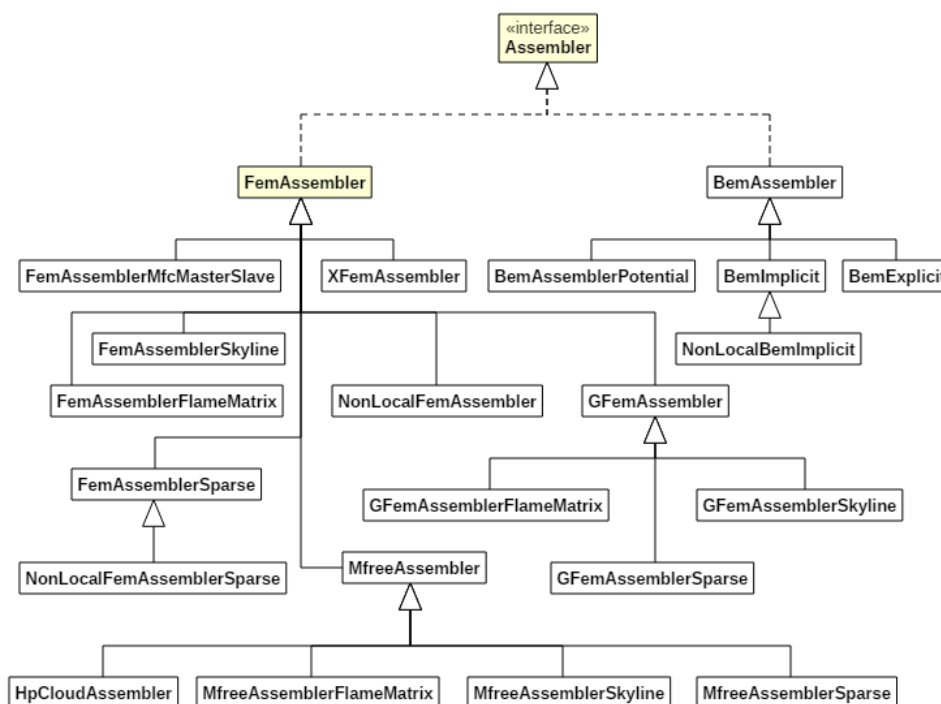 «interface»
Assembler
FemAssembler
BemAssembler
FemAssemblerMfcMasterSlave
XFemAssembler
BemAssemblerPotential
BemImplicit
BemExplicit
FemAssemblerSkyline
NonLocalBemImplicit
FemAssemblerFlameMatrix
NonLocalFemAssembler
GFemAssembler
FemAssemblerSparse
GFemAssemblerFlameMatrix
GFemAssemblerSkyline
NonLocalFemAssemblerSparse
MfreeAssembler
GFemAssemblerSparse
HpCloudAssembler
MfreeAssemblerFlameMatrix
MfreeAssemblerSkyline
MfreeAssemblerSparse